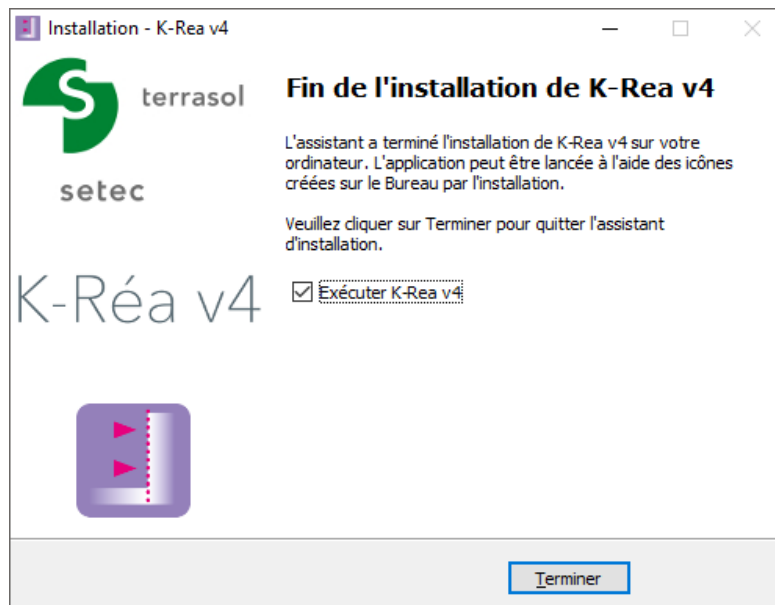 Installation - K-Rea v4
terrasol
setec
K-Réa v4
Fin de l'installation de K-Rea v4
L'assistant a terminé l'installation de K-Rea v4 sur votre
ordinateur. L'application peut être lancée à l'aide des icônes
créées sur le Bureau par l'installation.
Veuillez cliquer sur Terminer pour quitter l'assistant
d'installation.
Exécuter K-Rea v4
Terminer